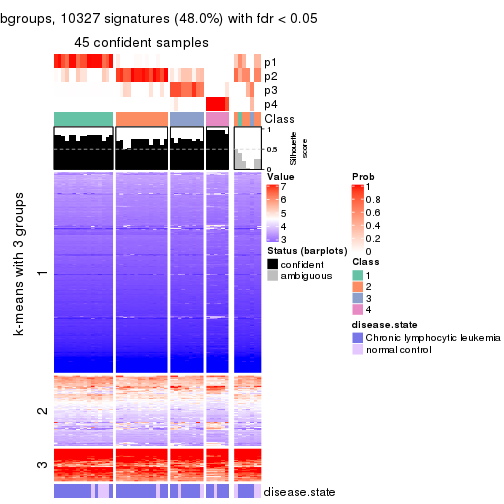 bgroups, 10327 signatures (48.0%) with fdr < 0.05
45 confident samples
p1
p2
p3
p4
Class
1
0.5
0
Silhouette
score
k-means with 3 groups
1
2
3
disease.state
Value
7
6
5
4
3
Status (barplots)
confident
ambiguous
Prob
1
0.8
0.6
0.4
0.2
0
Class
1
2
3
4
disease.state
Chronic lymphocytic leukemia
normal control